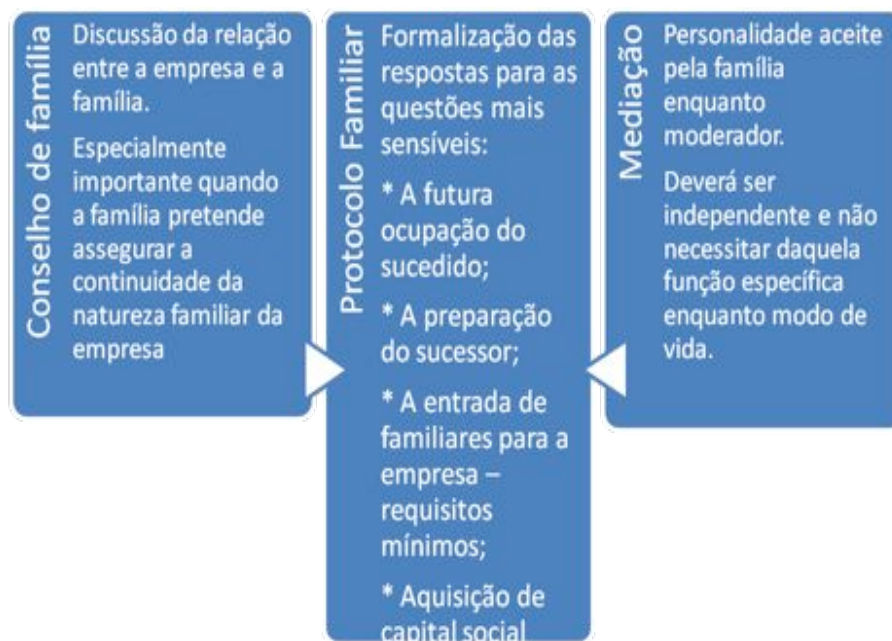 Conselho de família
Discussão da relação
entre a empresa e a
família.
Especialmente
importante quando
a família pretende
assegurar a
continuidade da
natureza familiar da
empresa
Protocolo Familiar
Formalização das
respostas para as
questões mais
sensíveis:
* A futura
ocupação do
sucedido;
* A preparação
do sucessor;
* A entrada de
familiares para a
empresa –
requisitos
mínimos;
* Aquisição de
capital social
Mediação
Personalidade aceite
pela família
enquanto
moderador.
Deverá ser
independente e não
necessitar daquela
função específica
enquanto modo de
vida.